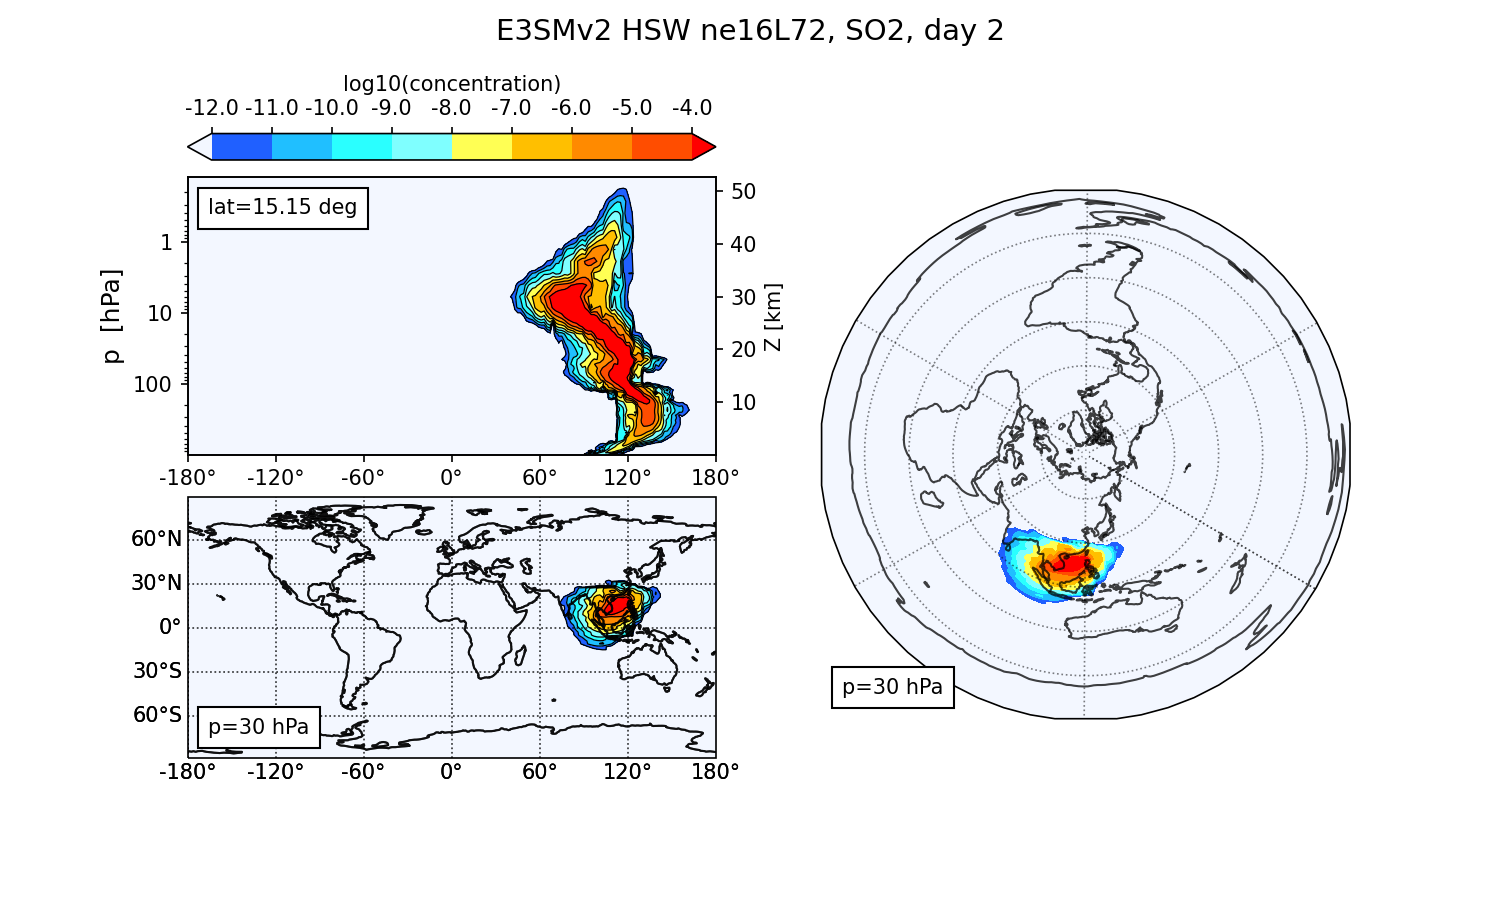 E3SMv2 HSW ne16L72, SO2, day 2
log10(concentration)
-12.0 -11.0 -10.0 -9.0 -8.0 -7.0 -6.0 -5.0 -4.0
lat=15.15 deg
p [hPa]
1
10
100
50
40
30
20
10
Z [km]
-180° -120° -60° 0° 60° 120° 180°
60°N
30°N
0°
30°S
60°S
p=30 hPa
-180° -120° -60° 0° 60° 120° 180°
p=30 hPa